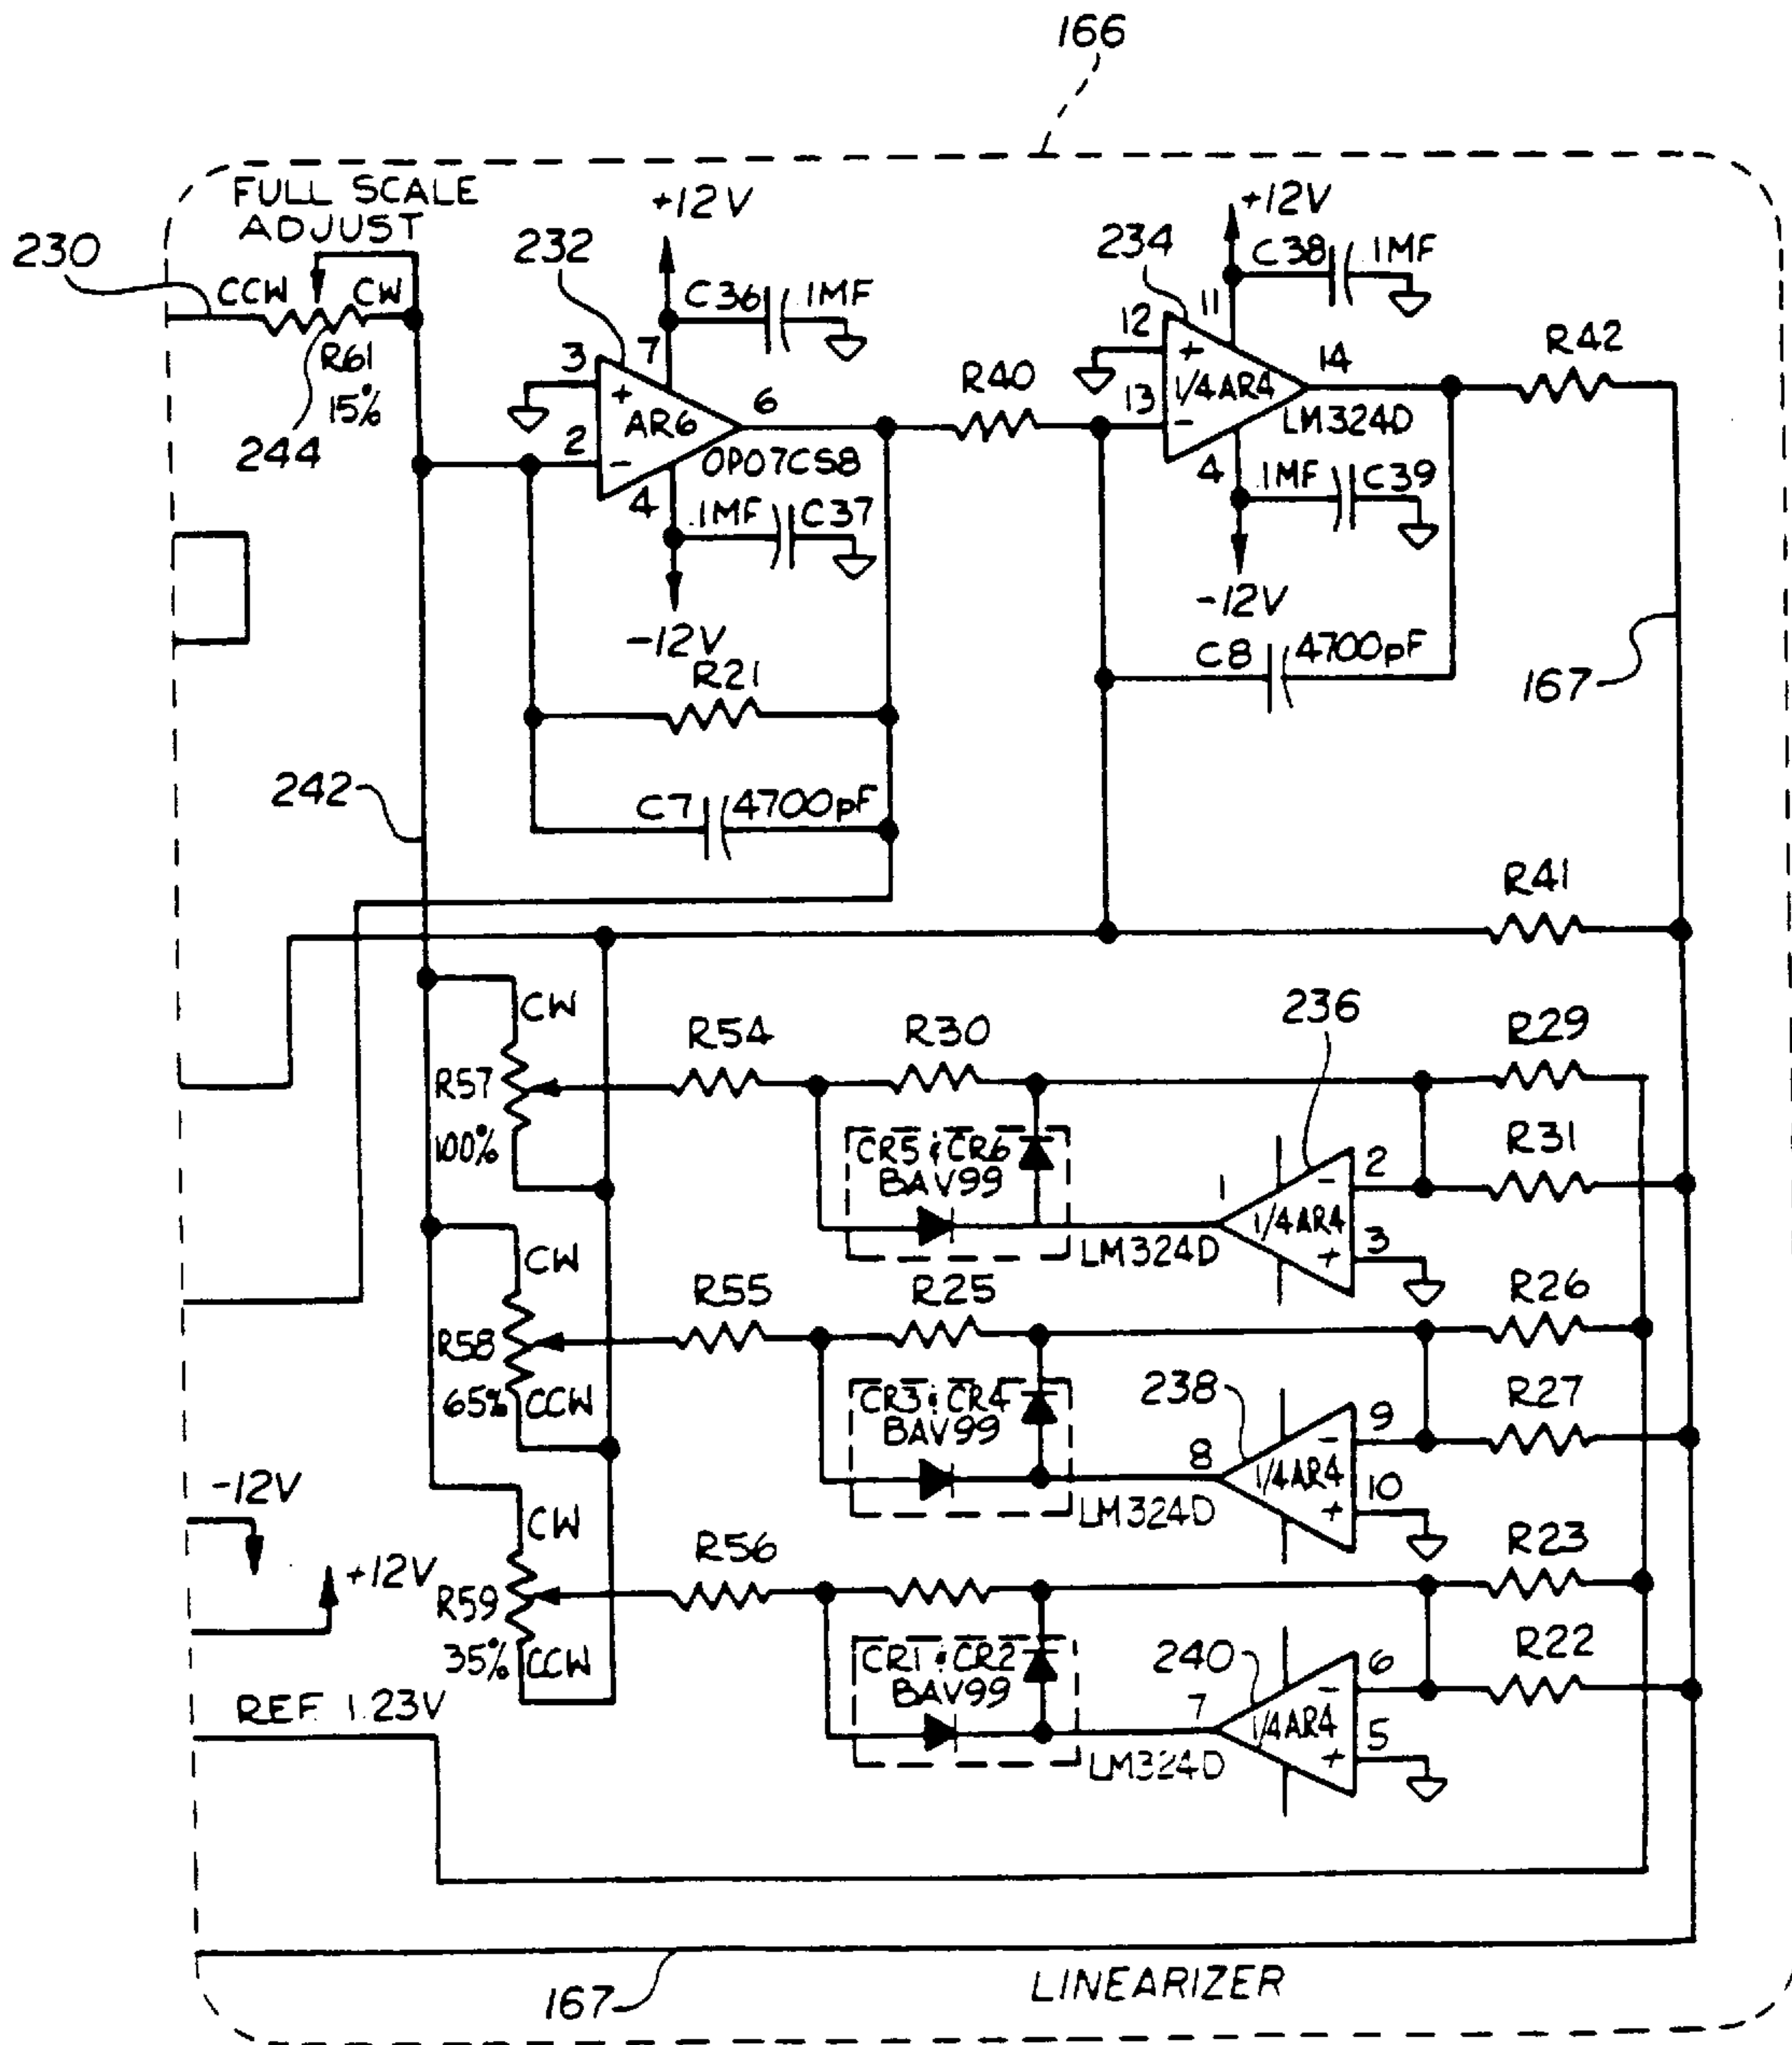 166
FULL SCALE
ADJUST
230
CCW
CW
R61
15%
244
232
+12V
C36
.1MF
3
7
+
AR6
6
2
-
OP07CS8
4
.1MF
C37
-12V
R40
234
+12V
C38
.1MF
12
11
+
1/4AR4
14
13
-
LM324D
4
.1MF
C39
-12V
R42
R21
C7
4700pF
C8
4700pF
167
242
R41
CW
R57
100%
R54
R30
236
R29
CR5 & CR6
BAV99
1
LM324D
2
-
1/4AR4
3
+
R31
CW
R58
65%
CCW
R55
R25
R26
CR3 & CR4
BAV99
238
8
LM324D
9
-
1/4AR4
10
+
R27
-12V
+12V
CW
R59
35%
CCW
R56
R23
CR1 & CR2
BAV99
240
7
LM324D
6
-
1/4AR4
5
+
R22
REF 1.23V
167
LINEARIZER